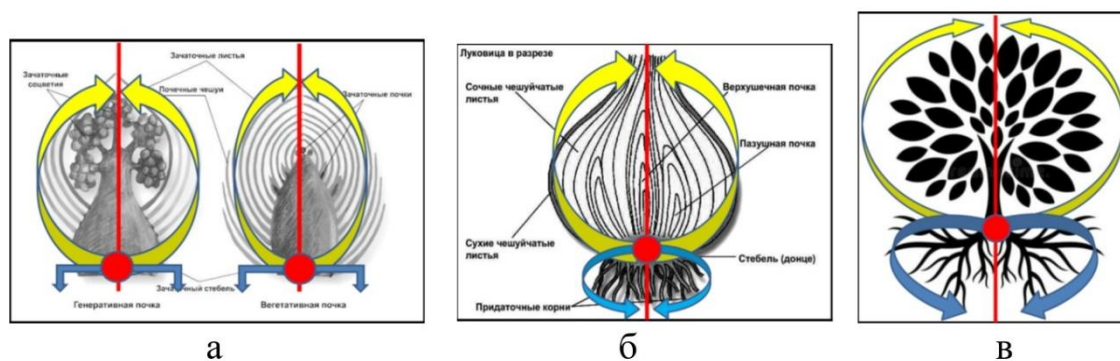 Зачаточные листья
Зачаточные
соцветия
Почечные чешуи
Зачаточные почки
Зачаточный стебель
Генеративная почка
Вегетативная почка
а
Луковица в разрезе
Сочные чешуйчатые
листья
Верхушечная почка
Пазушная почка
Сухие чешуйчатые
листья
Стебель (донце)
Придаточные корни
б
в